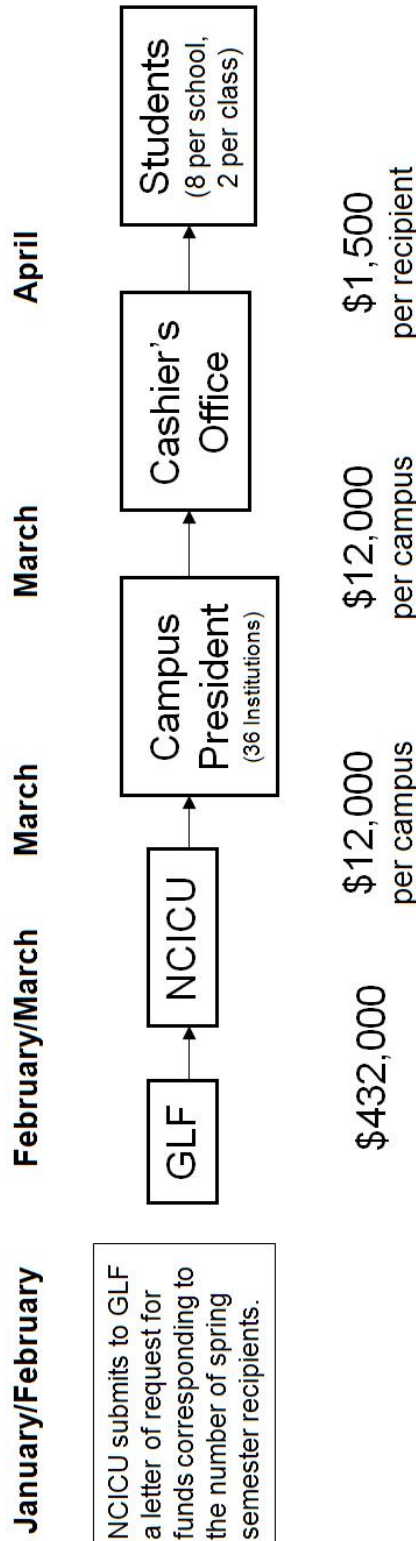 January/February
February/March
March
March
April
NCICU submits to GLF
a letter of request for
funds corresponding to
the number of spring
semester recipients.
GLF
NCICU
Campus
President
(36 Institutions)
Cashier's
Office
Students
(8 per school,
2 per class)
$432,000
$12,000
per campus
$12,000
per campus
$1,500
per recipient